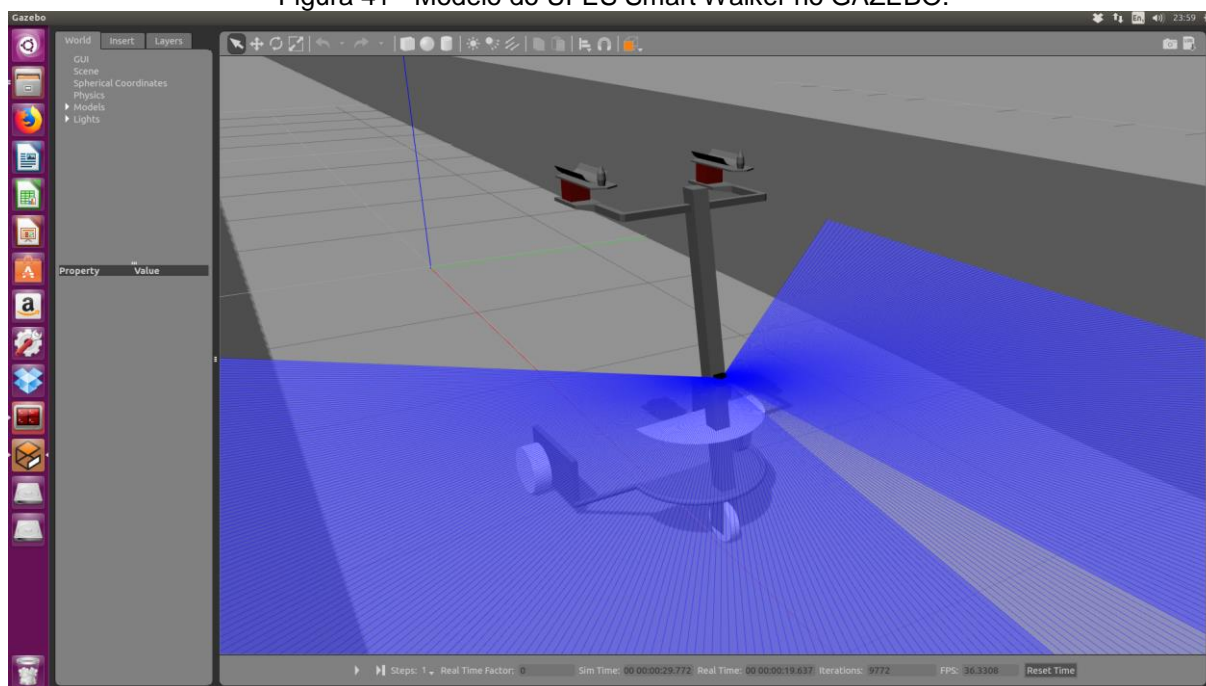 Figura 41 - Modelo do UFES Smart Walker no GAZEBO.
Gazebo
En
23:59
World Insert Layers
GUI
Scene
Spherical Coordinates
Physics
Models
Lights
Property Value
Steps: 1 Real Time Factor: 0 Sim Time: 00 00:00:29.772 Real Time: 00 00:00:19.637 Iterations: 9772 FPS: 36.3308 Reset Time